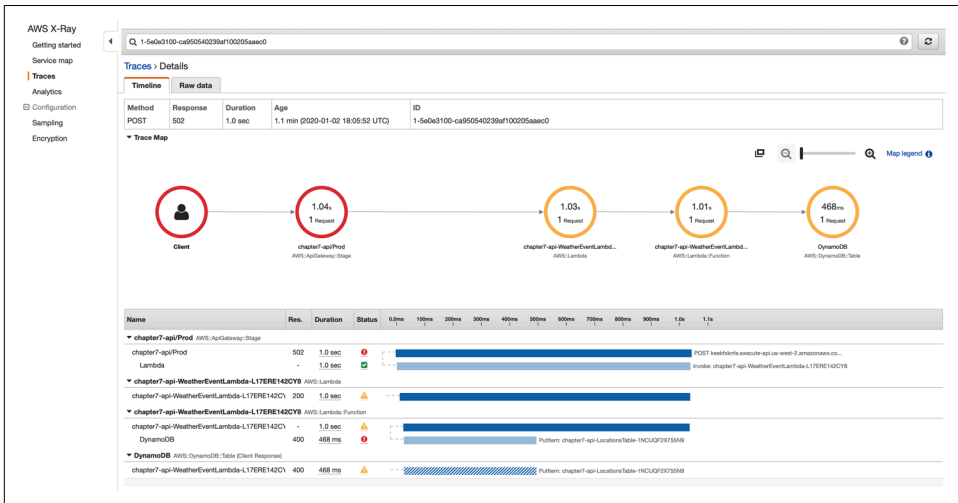 AWS X-Ray
Getting started
Service map
Traces
Analytics
Configuration
Sampling
Encryption
1-5e0e3100-ca950540239af100205aaec0
Traces > Details
Timeline Raw data
Method Response Duration Age ID
POST 502 1.0 sec 1.1 min (2020-01-02 18:05:52 UTC) 1-5e0e3100-ca950540239af100205aaec0
Trace Map
Map legend
1.04s 1.03s 1.01s 468ms
1 Request 1 Request 1 Request 1 Request
Client chapter7-api/Prod chapter7-api-WeatherEventLambd... chapter7-api-WeatherEventLambd... DynamoDB
AWS::ApiGateway::Stage AWS::Lambda AWS::Lambda::Function AWS::DynamoDB::Table
Name Res. Duration Status 0.0ms 100ms 200ms 300ms 400ms 500ms 600ms 700ms 800ms 900ms 1.0s 1.1s
chapter7-api/Prod AWS::ApiGateway::Stage
chapter7-api/Prod 502 1.0 sec POST keekfxknfe.execute-api.us-west-2.amazonaws.co...
Lambda - 1.0 sec Invoke: chapter7-api-WeatherEventLambda-L17ERE142CY8
chapter7-api-WeatherEventLambda-L17ERE142CY8 AWS::Lambda
chapter7-api-WeatherEventLambda-L17ERE142CY 200 1.0 sec
chapter7-api-WeatherEventLambda-L17ERE142CY8 AWS::Lambda::Function
chapter7-api-WeatherEventLambda-L17ERE142CY - 1.0 sec
DynamoDB 400 468 ms PutItem: chapter7-api-LocationsTable-1NCUQF2X755N9
DynamoDB AWS::DynamoDB::Table (Client Response)
chapter7-api-WeatherEventLambda-L17ERE142CY 400 468 ms PutItem: chapter7-api-LocationsTable-1NCUQF2X755N9